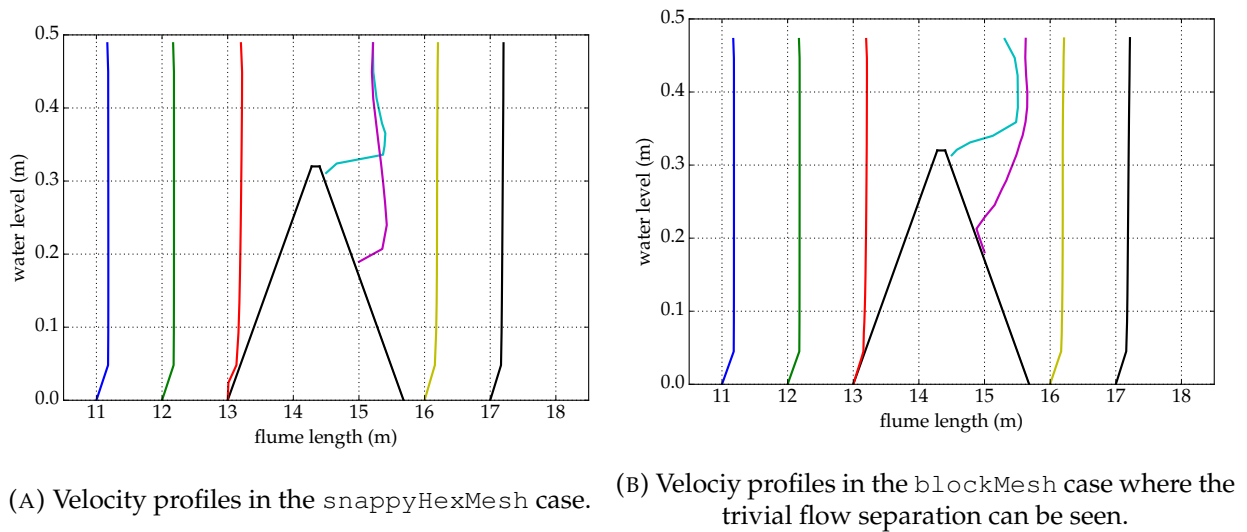 0.5
0.4
0.3
0.2
0.1
0.0
water level (m)
11 12 13 14 15 16 17 18
flume length (m)
(A) Velocity profiles in the snappyHexMesh case.
0.5
0.4
0.3
0.2
0.1
0.0
water level (m)
11 12 13 14 15 16 17 18
flume length (m)
(B) Velociy profiles in the blockMesh case where the
trivial flow separation can be seen.